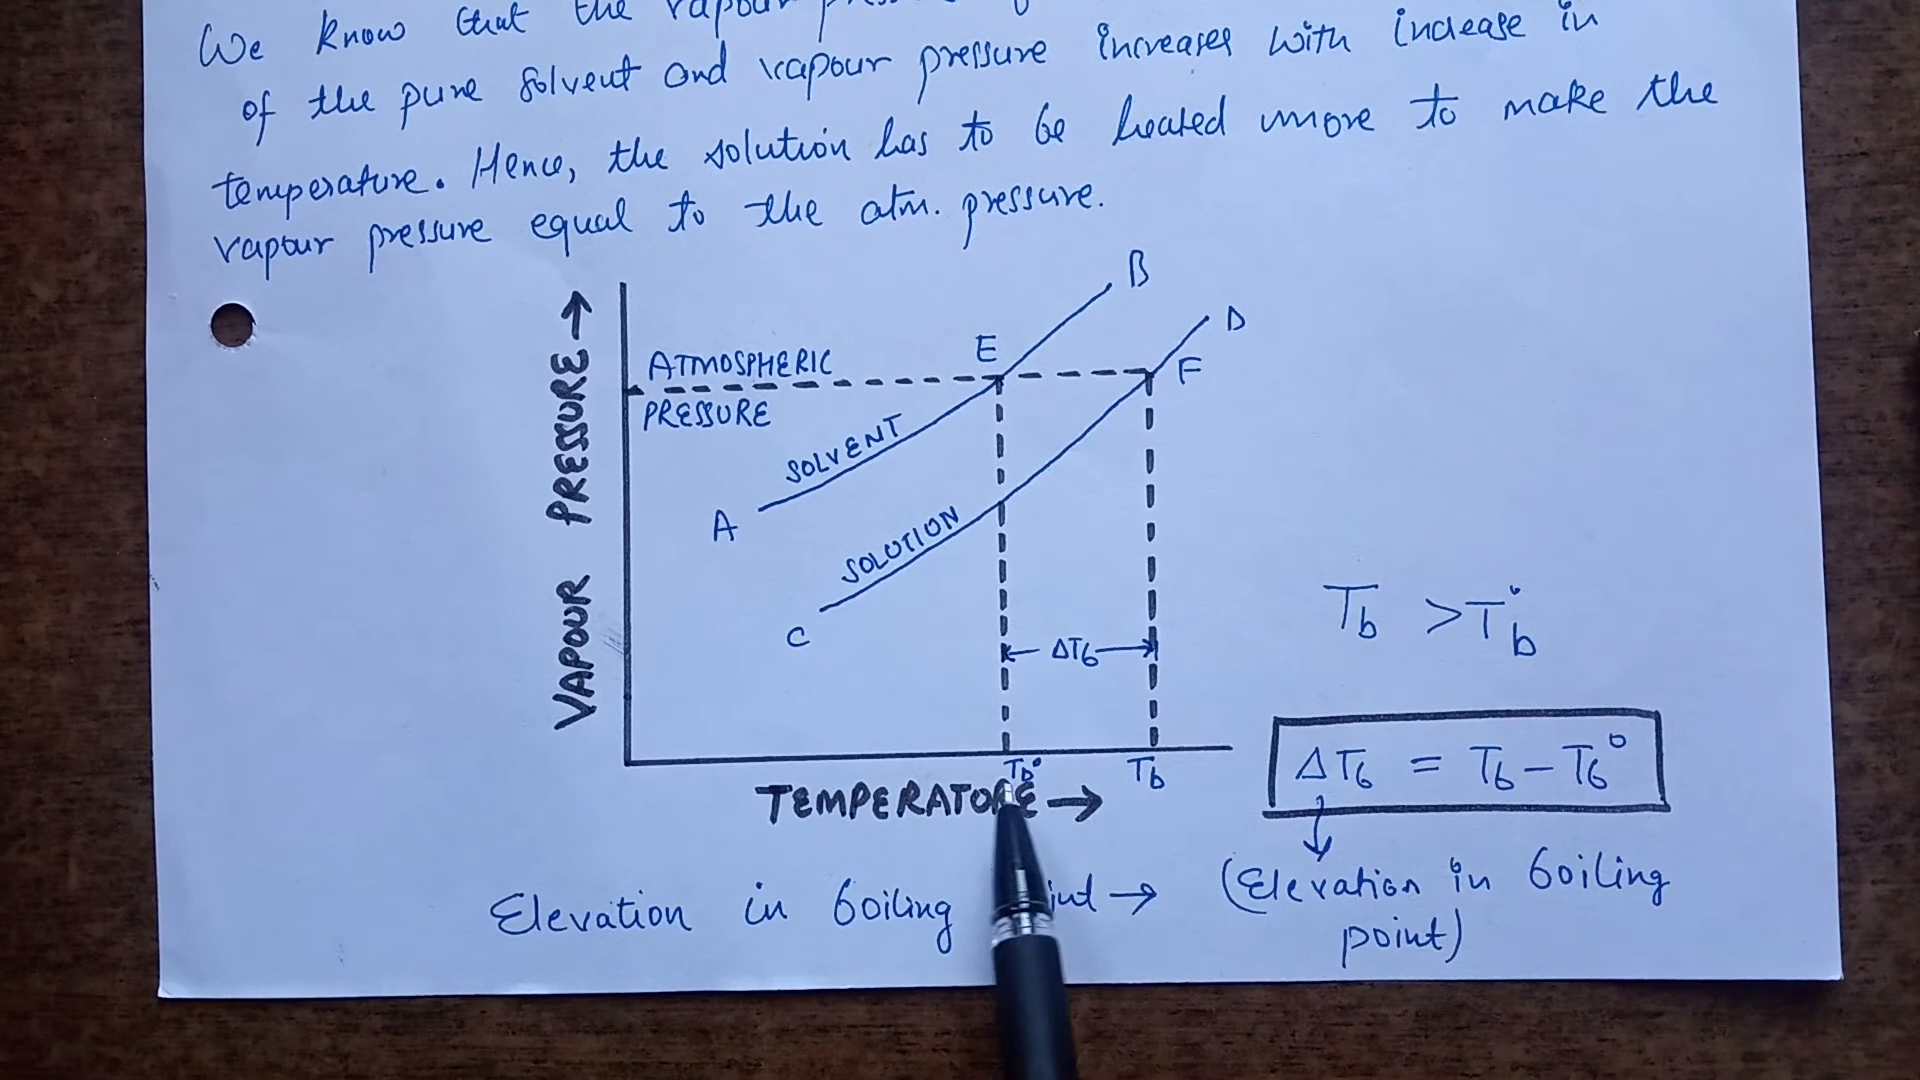 We know that the vapour
of the pure solvent and vapour pressure increases with increase in
temperature. Hence, the solution has to be heated more to make the
vapour pressure equal to the atm. pressure.
B
D
E
F
ATMOSPHERIC
PRESSURE
VAPOUR PRESSURE →
SOLVENT
A
SOLUTION
C
ΔTb
Tb > T°b
Tb°
Tb
TEMPERATORE →
ΔTb = Tb - Tb°
Elevation in boiling → (Elevation in boiling
point)